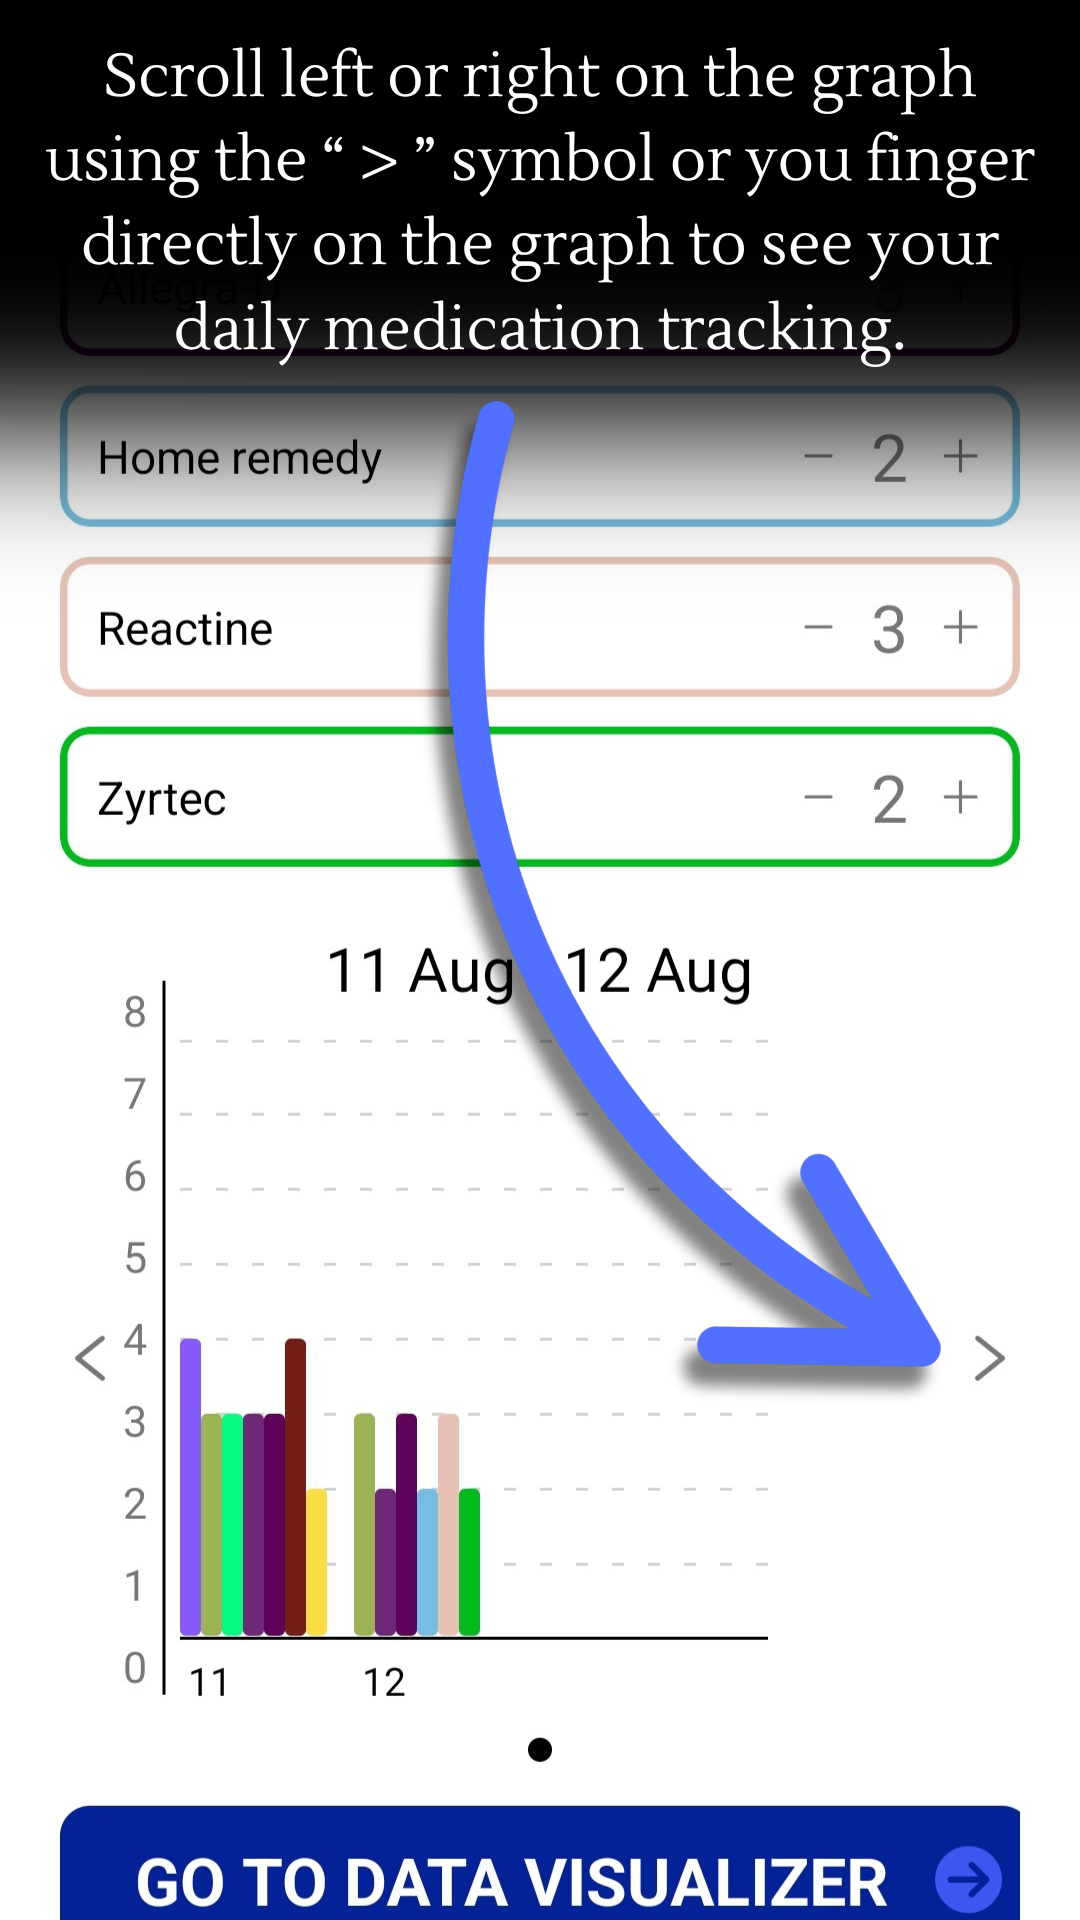 Scroll left or right on the graph
using the “ > ” symbol or you finger
directly on the graph to see your
daily medication tracking.
Allegra-D − 3 +
Home remedy − 2 +
Reactine − 3 +
Zyrtec − 2 +
11 Aug 12 Aug
8
7
6
5
< 4 >
3
2
1
0
11 12
GO TO DATA VISUALIZER